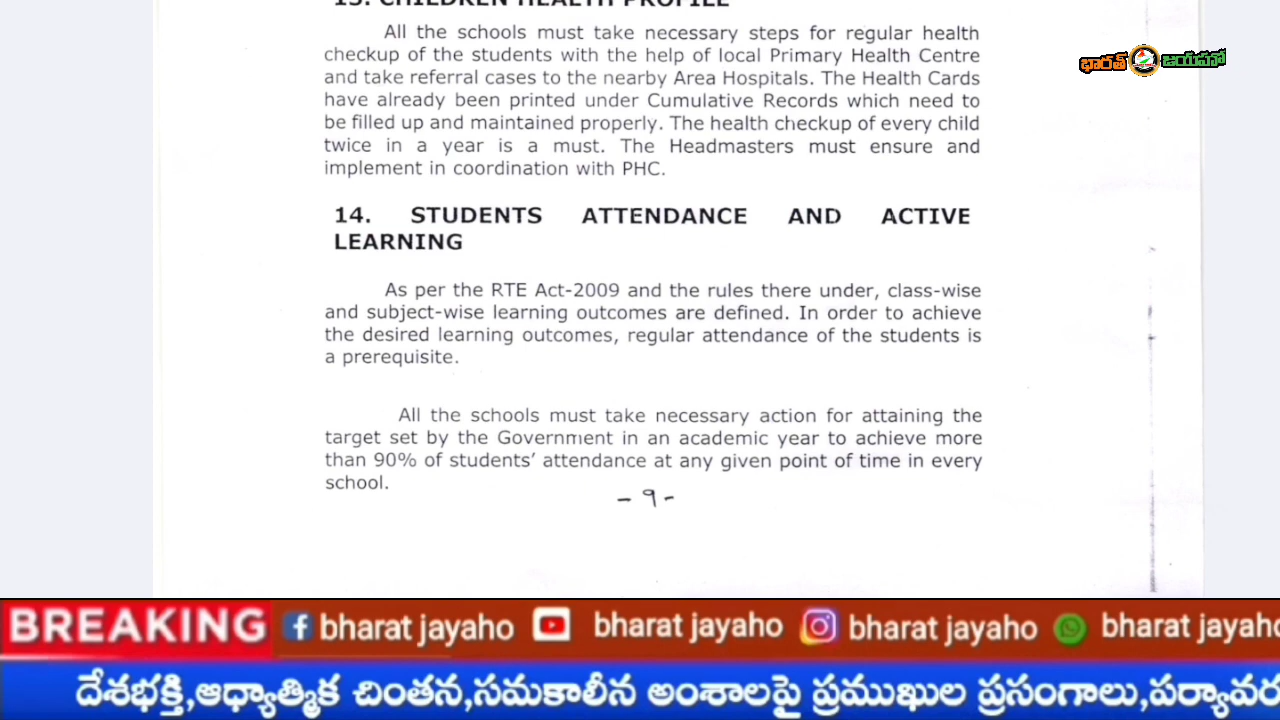 13. CHILDREN HEALTH PROFILE
All the schools must take necessary steps for regular health
checkup of the students with the help of local Primary Health Centre
and take referral cases to the nearby Area Hospitals. The Health Cards
have already been printed under Cumulative Records which need to
be filled up and maintained properly. The health checkup of every child
twice in a year is a must. The Headmasters must ensure and
implement in coordination with PHC.
భారత్ జయహో
14. STUDENTS ATTENDANCE AND ACTIVE
LEARNING
As per the RTE Act-2009 and the rules there under, class-wise
and subject-wise learning outcomes are defined. In order to achieve
the desired learning outcomes, regular attendance of the students is
a prerequisite.
All the schools must take necessary action for attaining the
target set by the Government in an academic year to achieve more
than 90% of students' attendance at any given point of time in every
school.
- 9 -
BREAKING bharat jayaho bharat jayaho bharat jayaho bharat jayaho
దేశభక్తి,ఆధ్యాత్మిక చింతన,సమకాలీన అంశాలపై ప్రముఖుల ప్రసంగాలు,పర్యావర